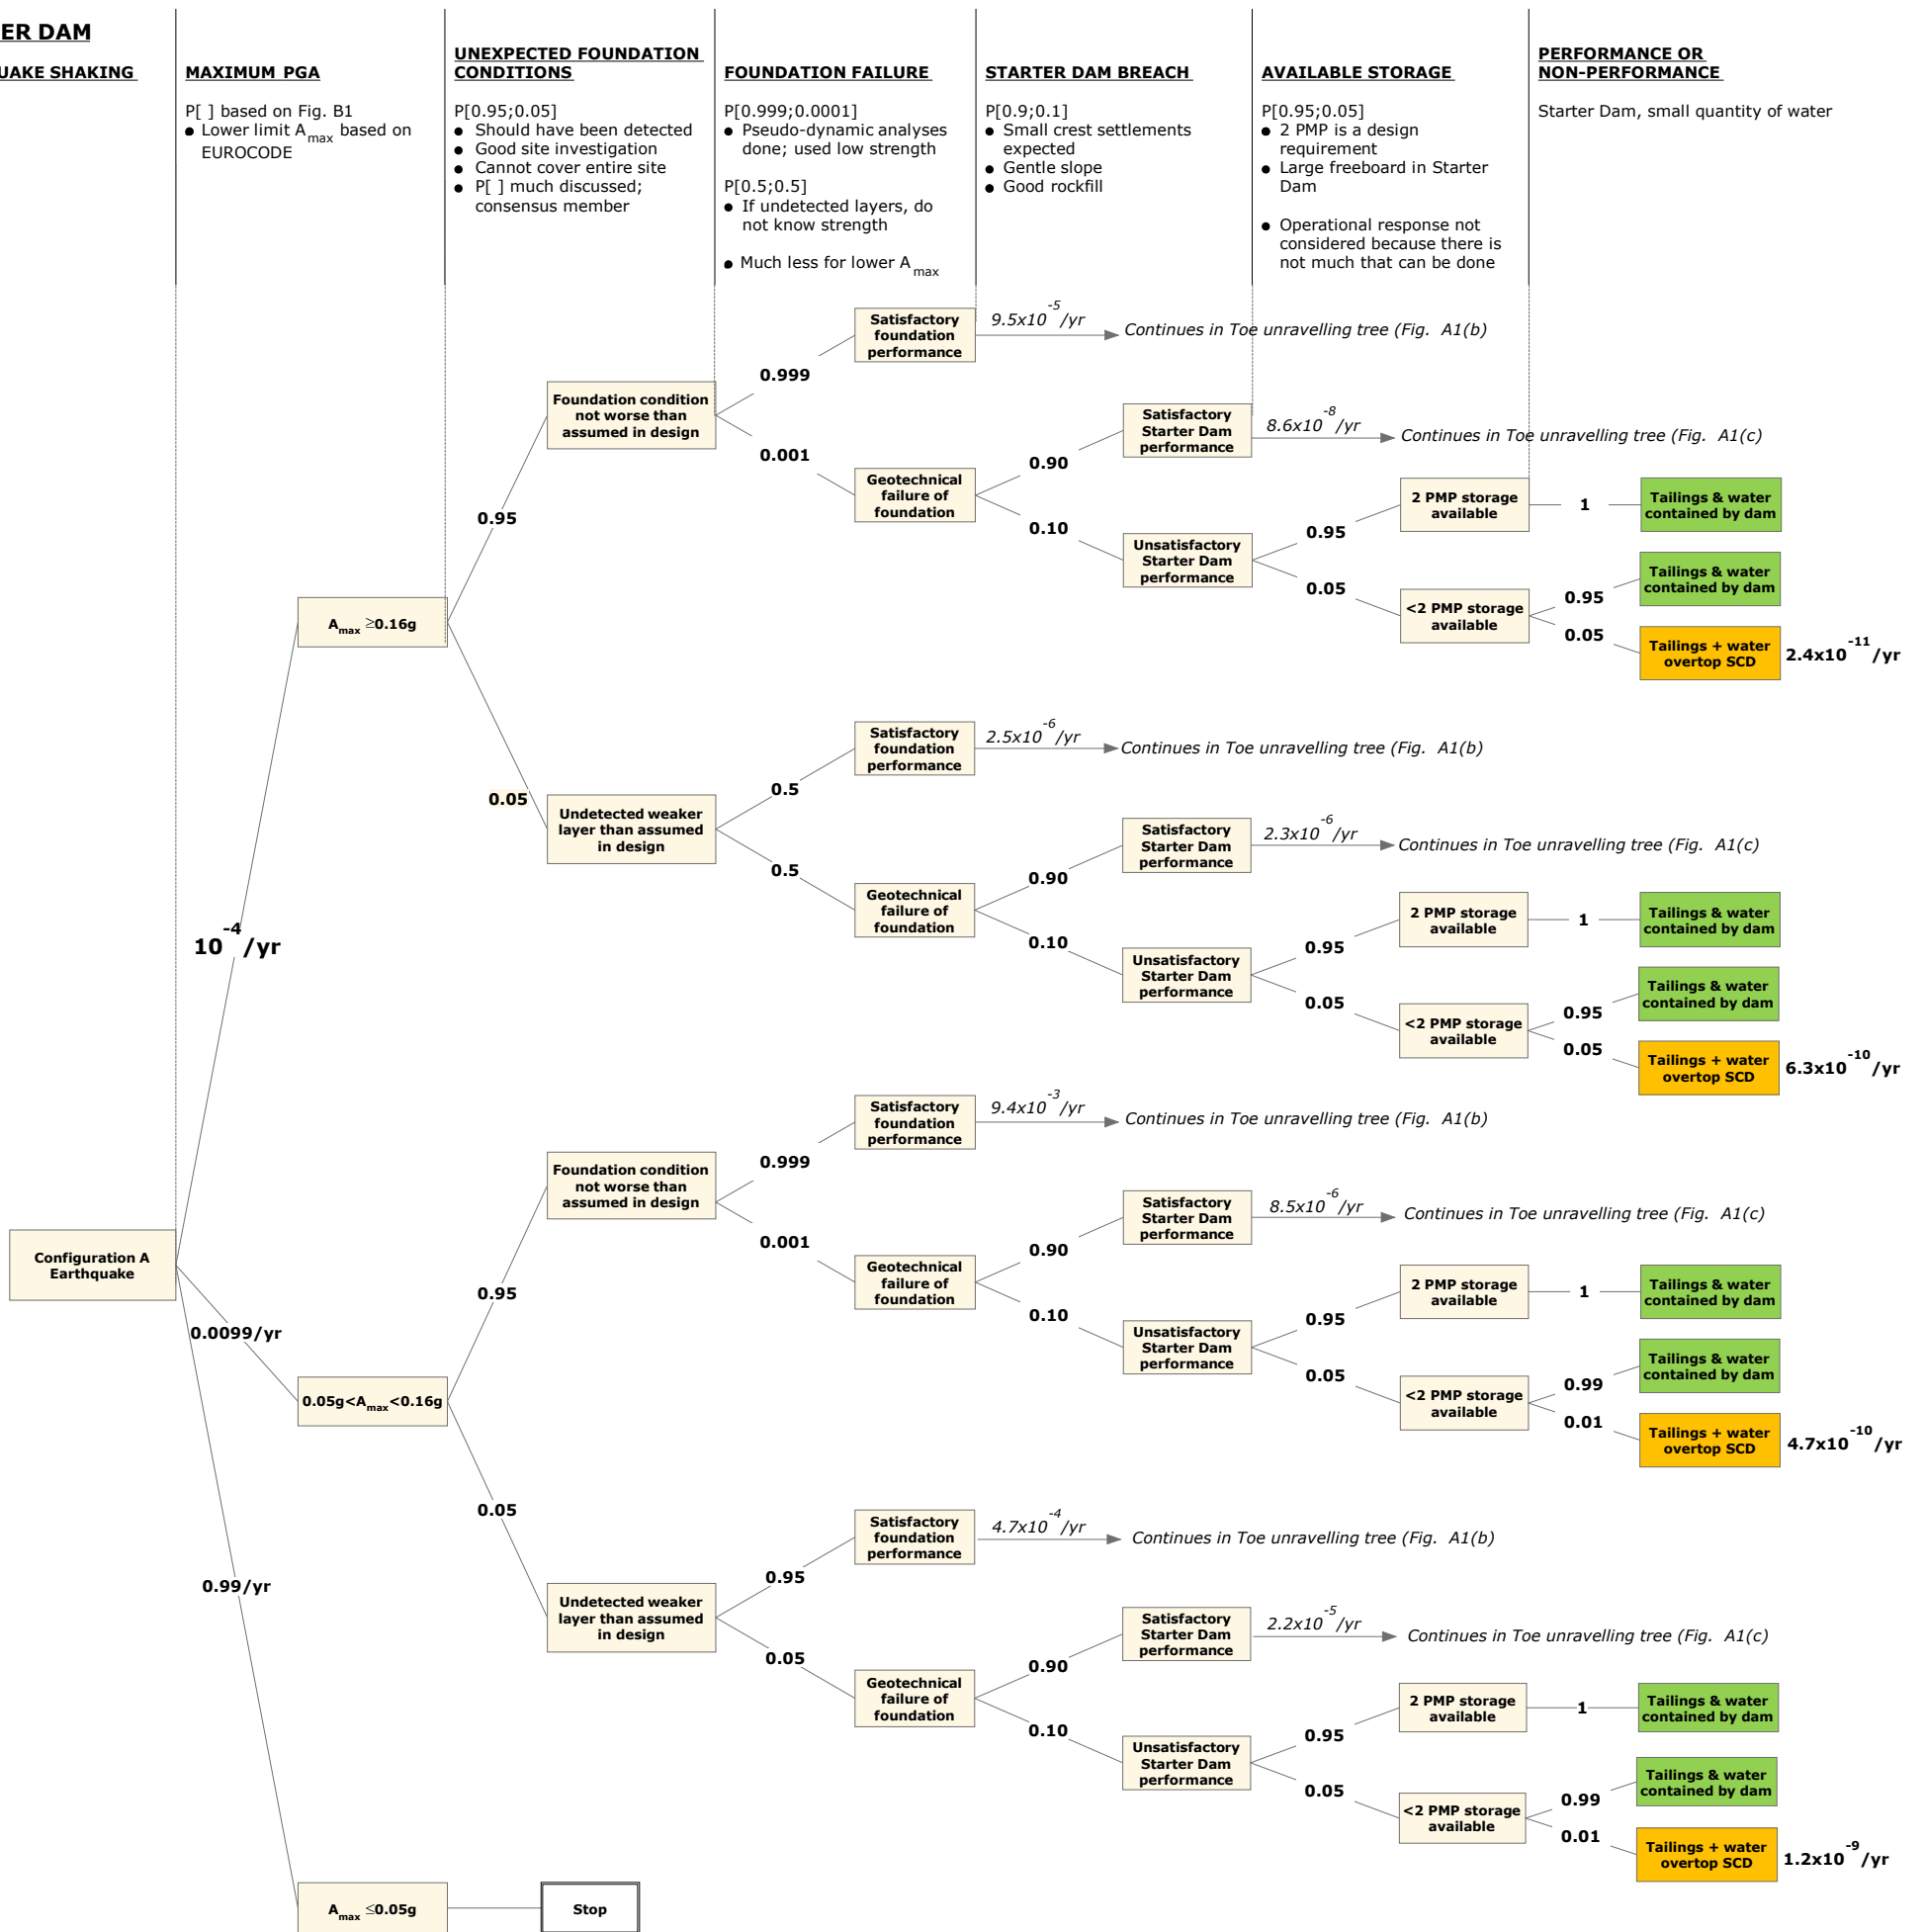 ER DAM
UAKE SHAKING
MAXIMUM PGA
P[ ] based on Fig. B1
● Lower limit Amax based on
EUROCODE
UNEXPECTED FOUNDATION
CONDITIONS
P[0.95;0.05]
● Should have been detected
● Good site investigation
● Cannot cover entire site
● P[ ] much discussed;
consensus member
FOUNDATION FAILURE
P[0.999;0.0001]
● Pseudo-dynamic analyses
done; used low strength
P[0.5;0.5]
● If undetected layers, do
not know strength
● Much less for lower Amax
STARTER DAM BREACH
P[0.9;0.1]
● Small crest settlements
expected
● Gentle slope
● Good rockfill
AVAILABLE STORAGE
P[0.95;0.05]
● 2 PMP is a design
requirement
● Large freeboard in Starter
Dam
● Operational response not
considered because there is
not much that can be done
PERFORMANCE OR
NON-PERFORMANCE
Starter Dam, small quantity of water
Satisfactory
foundation
performance
9.5x10-5/yr
Continues in Toe unravelling tree (Fig. A1(b)
0.999
Foundation condition
not worse than
assumed in design
0.001
Satisfactory
Starter Dam
performance
8.6x10-8/yr
Continues in Toe unravelling tree (Fig. A1(c)
0.90
Geotechnical
failure of
foundation
0.10
0.95
2 PMP storage
available
1
Tailings & water
contained by dam
Unsatisfactory
Starter Dam
performance
0.95
0.05
Tailings & water
contained by dam
<2 PMP storage
available
0.95
0.05
Tailings + water
overtop SCD
2.4x10-11/yr
Amax ≥0.16g
Satisfactory
foundation
performance
2.5x10-6/yr
Continues in Toe unravelling tree (Fig. A1(b)
0.05
0.5
Undetected weaker
layer than assumed
in design
0.5
Satisfactory
Starter Dam
performance
2.3x10-6/yr
Continues in Toe unravelling tree (Fig. A1(c)
0.90
Geotechnical
failure of
foundation
0.10
10-4/yr
2 PMP storage
available
1
Tailings & water
contained by dam
0.95
Unsatisfactory
Starter Dam
performance
0.05
Tailings & water
contained by dam
<2 PMP storage
available
0.95
0.05
Tailings + water
overtop SCD
6.3x10-10/yr
Satisfactory
foundation
performance
9.4x10-3/yr
Continues in Toe unravelling tree (Fig. A1(b)
0.999
Foundation condition
not worse than
assumed in design
0.001
Satisfactory
Starter Dam
performance
8.5x10-6/yr
Continues in Toe unravelling tree (Fig. A1(c)
0.90
Configuration A
Earthquake
Geotechnical
failure of
foundation
0.10
0.95
2 PMP storage
available
1
Tailings & water
contained by dam
0.0099/yr
0.95
Unsatisfactory
Starter Dam
performance
0.05
Tailings & water
contained by dam
0.05g<Amax<0.16g
<2 PMP storage
available
0.99
0.01
Tailings + water
overtop SCD
4.7x10-10/yr
0.05
Satisfactory
foundation
performance
4.7x10-4/yr
Continues in Toe unravelling tree (Fig. A1(b)
0.99/yr
0.95
Undetected weaker
layer than assumed
in design
0.05
Satisfactory
Starter Dam
performance
2.2x10-5/yr
Continues in Toe unravelling tree (Fig. A1(c)
0.90
Geotechnical
failure of
foundation
0.10
2 PMP storage
available
1
Tailings & water
contained by dam
0.95
Unsatisfactory
Starter Dam
performance
0.05
Tailings & water
contained by dam
<2 PMP storage
available
0.99
0.01
Tailings + water
overtop SCD
1.2x10-9/yr
Amax ≤0.05g
Stop